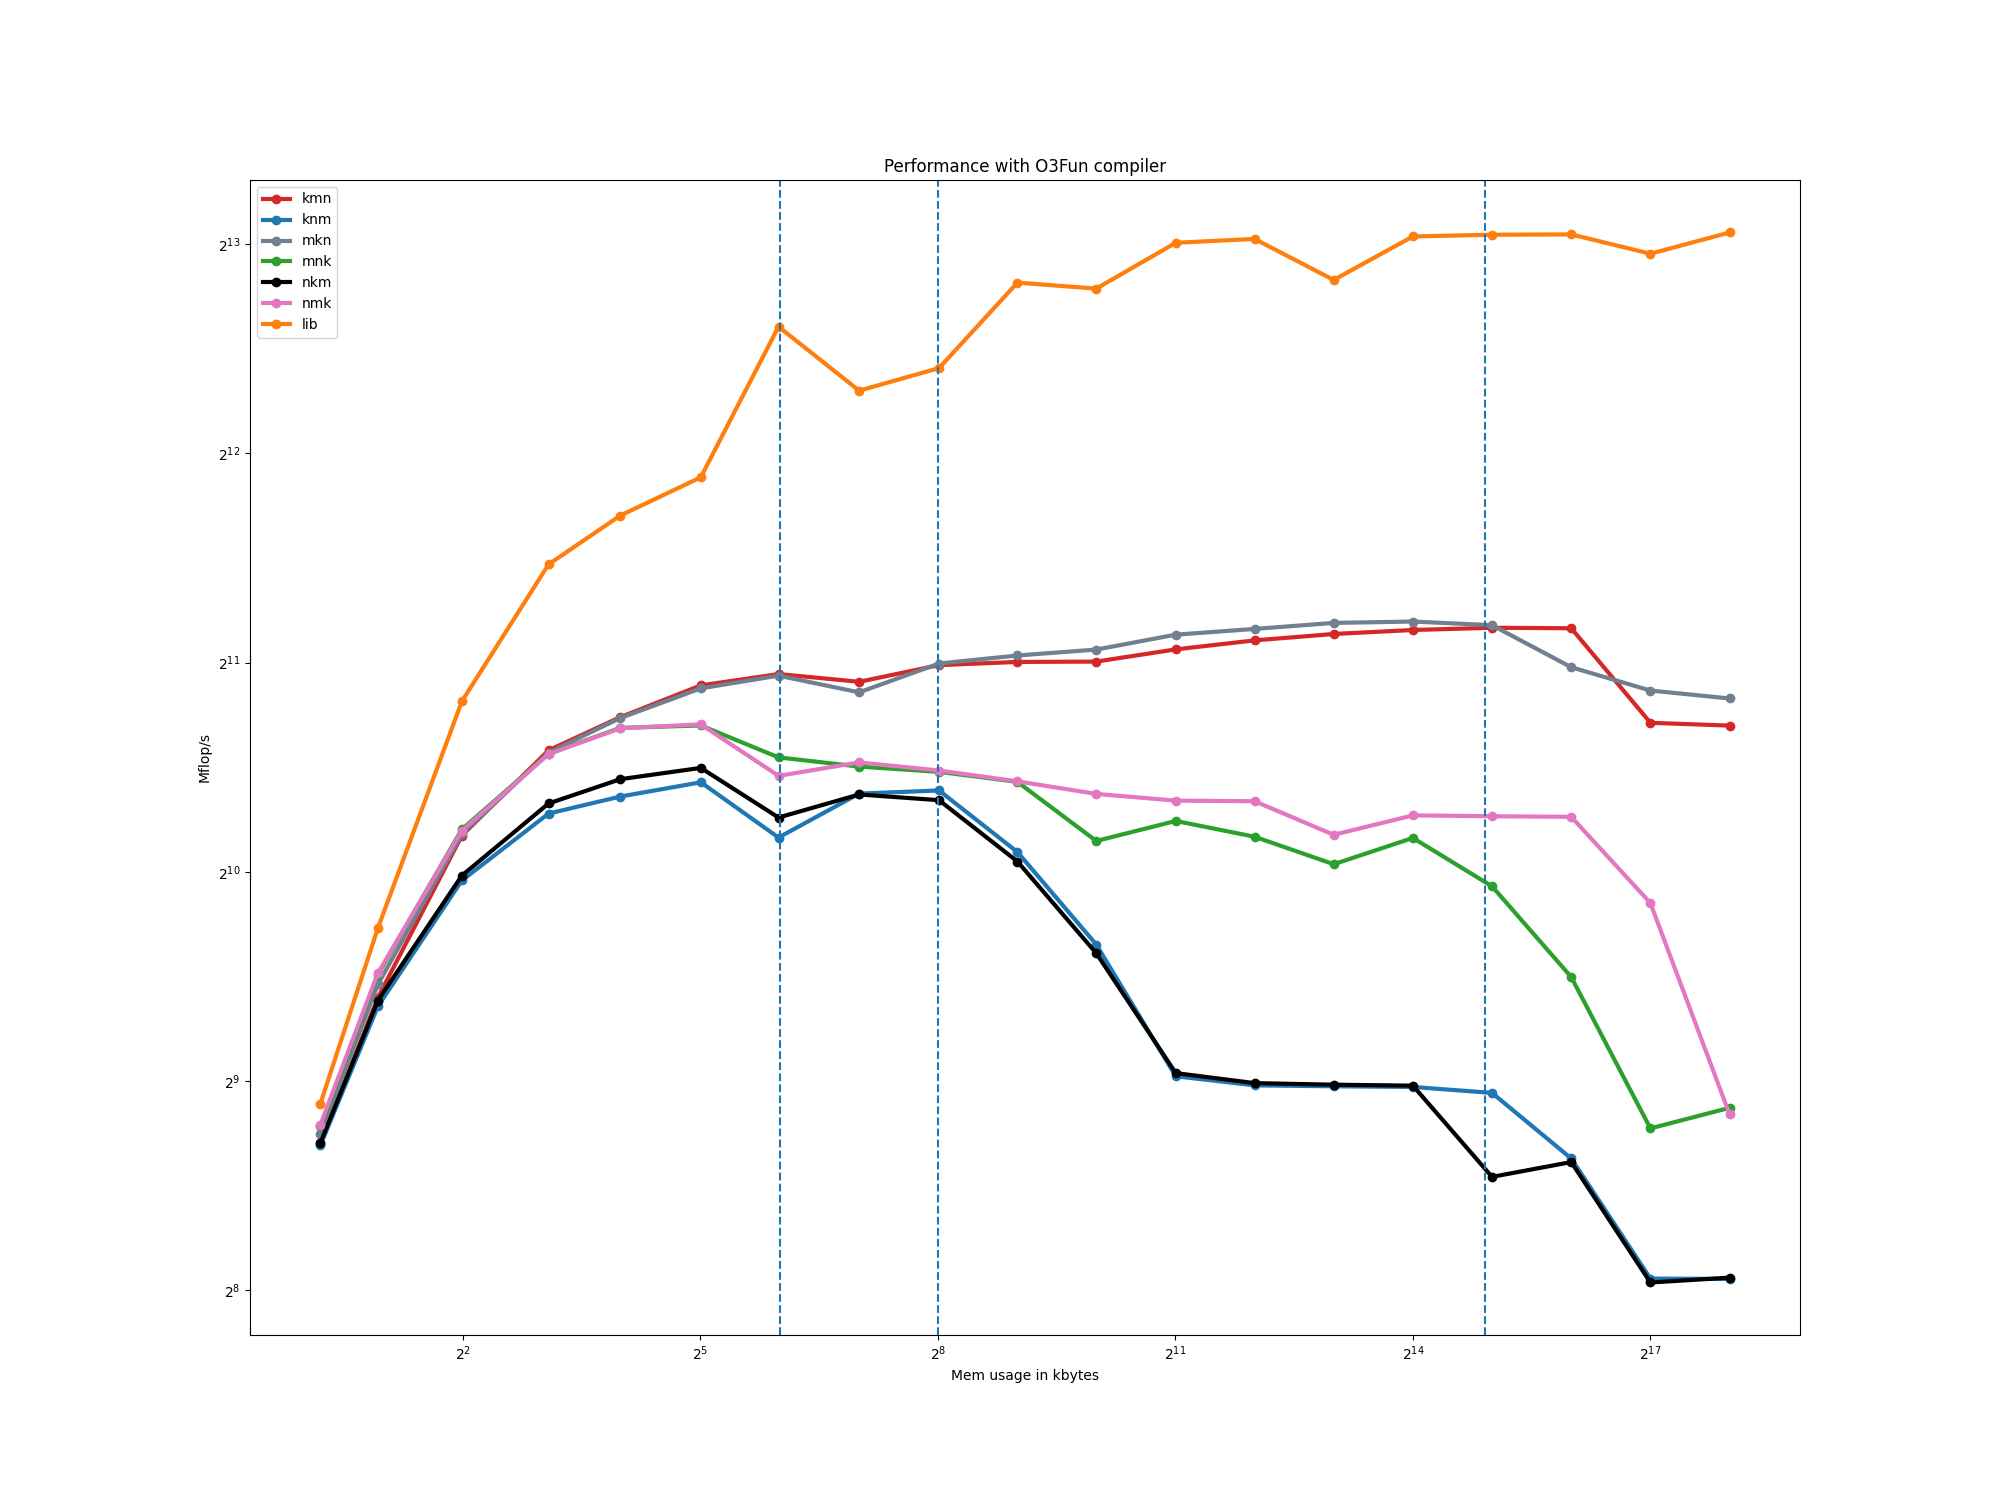 Performance with O3Fun compiler
kmn
knm
mkn
mnk
nkm
nmk
lib
2^13
2^12
2^11
2^10
2^9
2^8
Mflop/s
2^2 2^5 2^8 2^11 2^14 2^17
Mem usage in kbytes